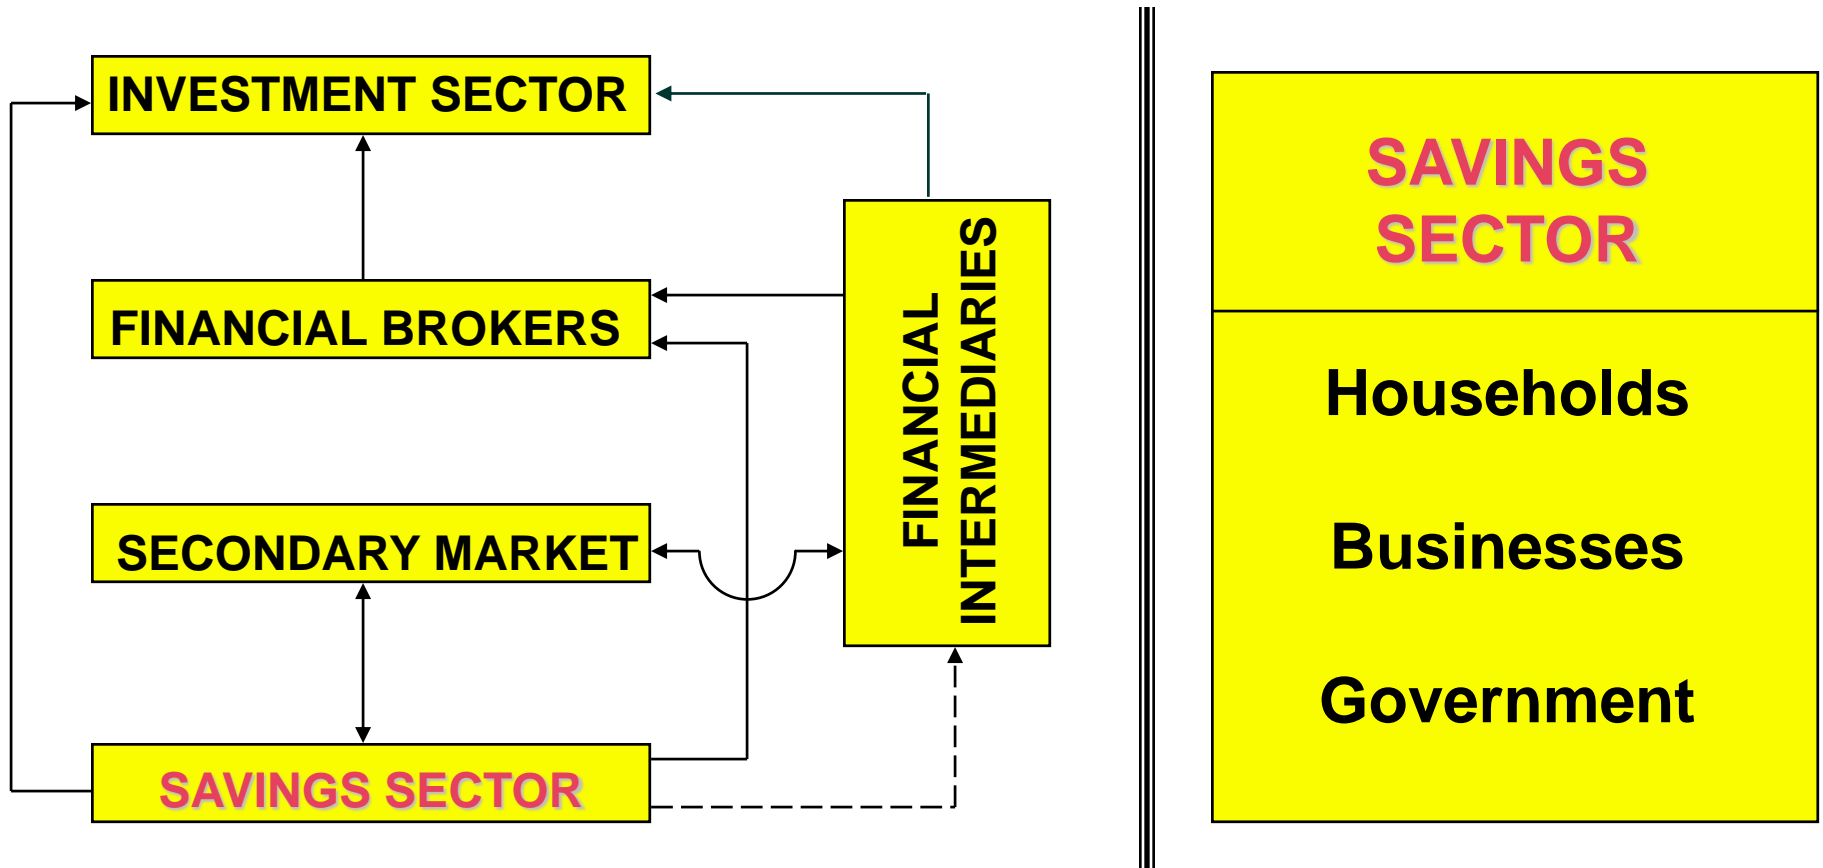 INVESTMENT SECTOR
FINANCIAL BROKERS
SECONDARY MARKET
SAVINGS SECTOR
FINANCIAL
INTERMEDIARIES
SAVINGS
SECTOR
Households
Businesses
Government